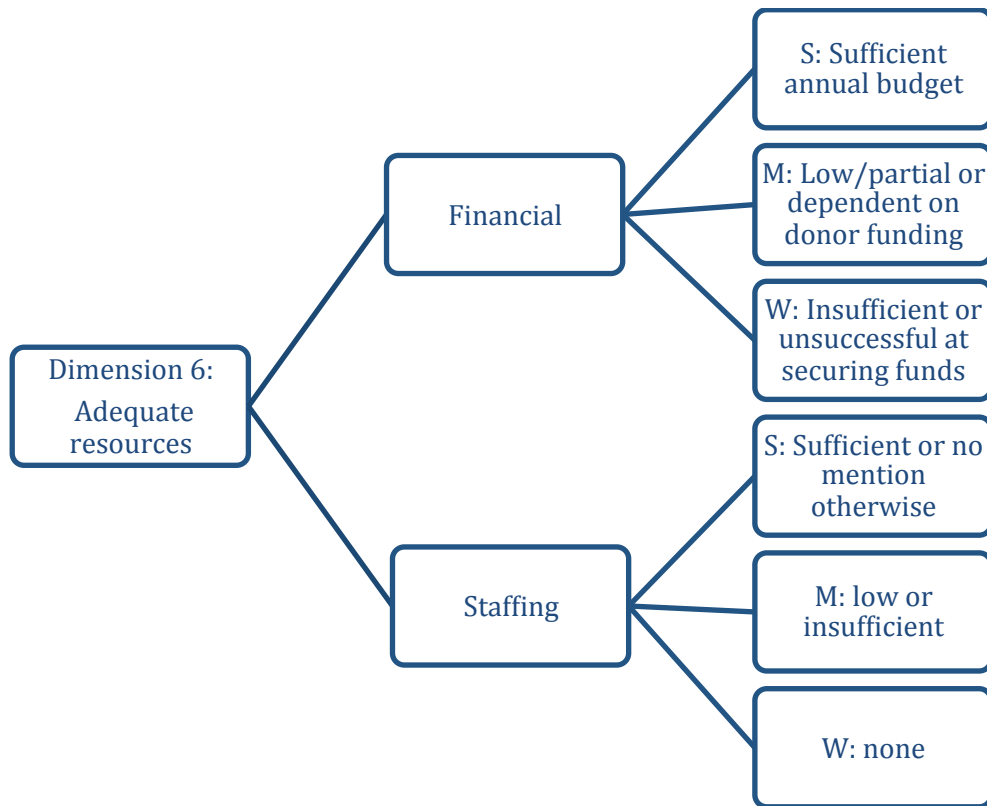 Dimension 6:
Adequate
resources
Financial
S: Sufficient
annual budget
M: Low/partial or
dependent on
donor funding
W: Insufficient or
unsuccessful at
securing funds
Staffing
S: Sufficient or no
mention
otherwise
M: low or
insufficient
W: none